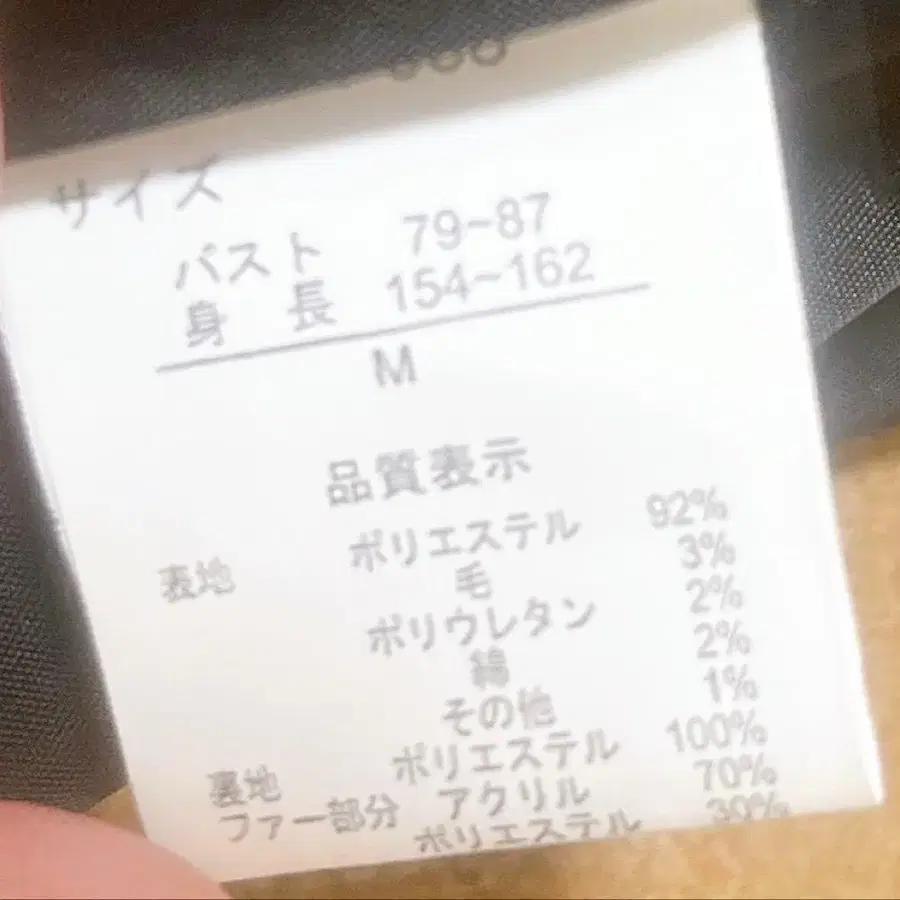 サイズ
バスト 79~87
身 長 154~162
M
品質表示
表地 ポリエステル 92%
毛 3%
ポリウレタン 2%
綿 2%
その他 1%
裏地 ポリエステル 100%
ファー部分 アクリル 70%
ポリエステル 30%